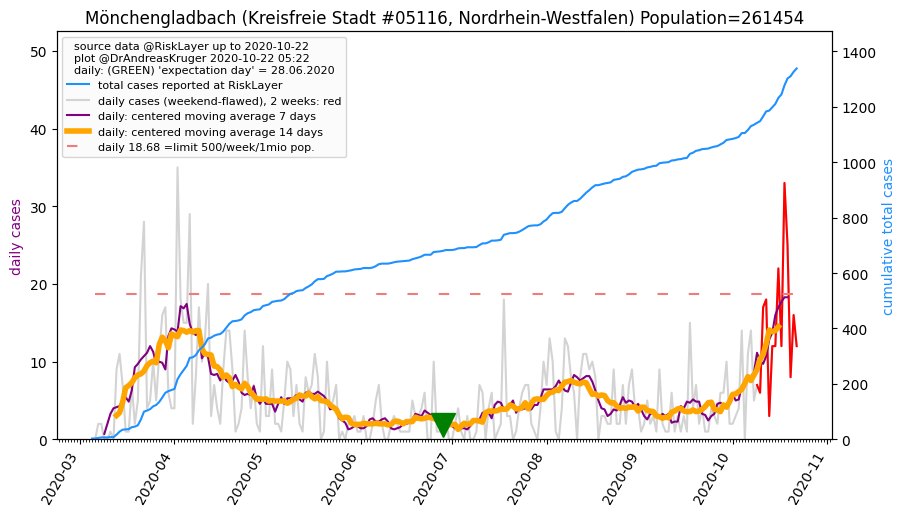 Mönchengladbach (Kreisfreie Stadt #05116, Nordrhein-Westfalen) Population=261454
source data @RiskLayer up to 2020-10-22
plot @DrAndreasKruger 2020-10-22 05:22
daily: (GREEN) 'expectation day' = 28.06.2020
total cases reported at RiskLayer
daily cases (weekend-flawed), 2 weeks: red
daily: centered moving average 7 days
daily: centered moving average 14 days
daily 18.68 =limit 500/week/1mio pop.
daily cases
50
40
30
20
10
0
cumulative total cases
1400
1200
1000
800
600
400
200
0
2020-03
2020-04
2020-05
2020-06
2020-07
2020-08
2020-09
2020-10
2020-11